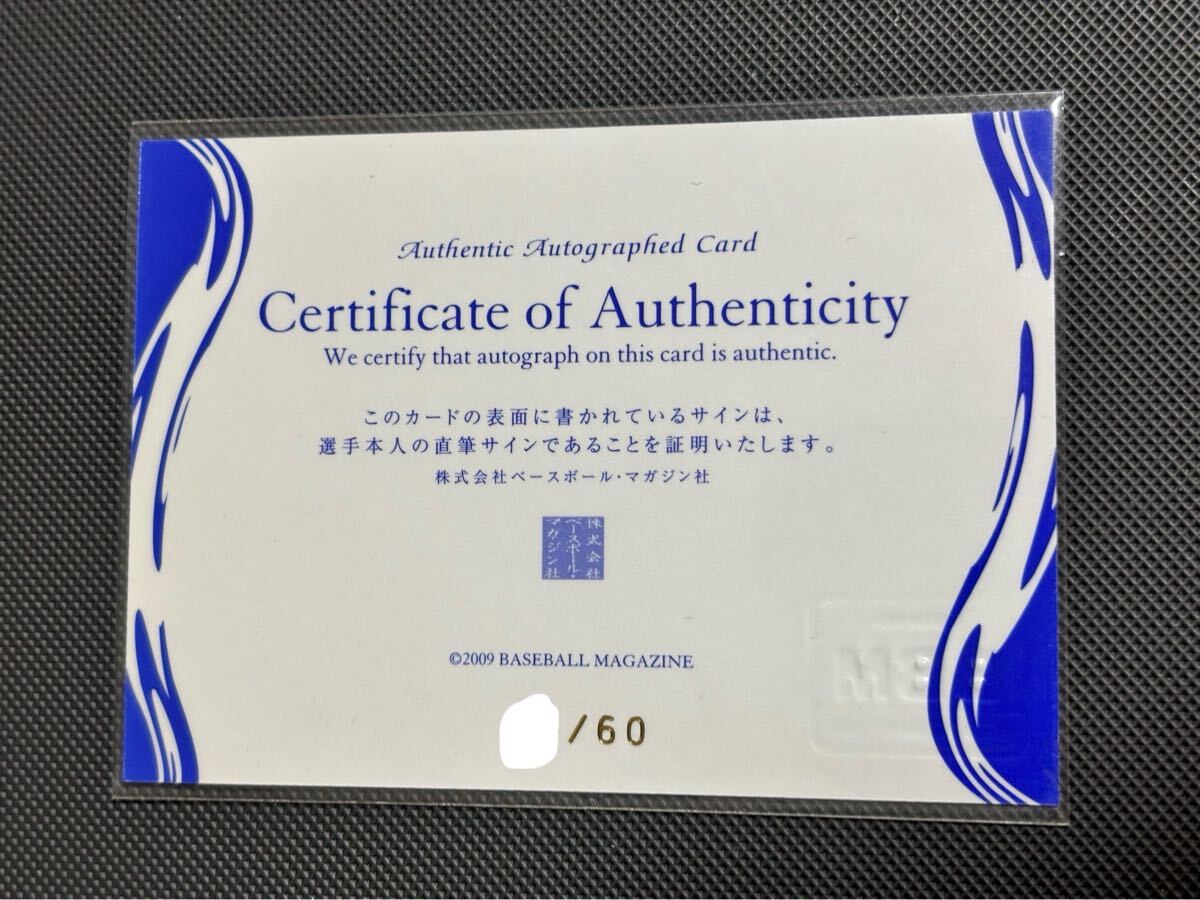 Authentic Autographed Card
Certificate of Authenticity
We certify that autograph on this card is authentic.
このカードの表面に書かれているサインは、
選手本人の直筆サインであることを証明いたします。
株式会社ベースボール・マガジン社
株式会社
ベースボール・
マガジン社
©2009 BASEBALL MAGAZINE
/60